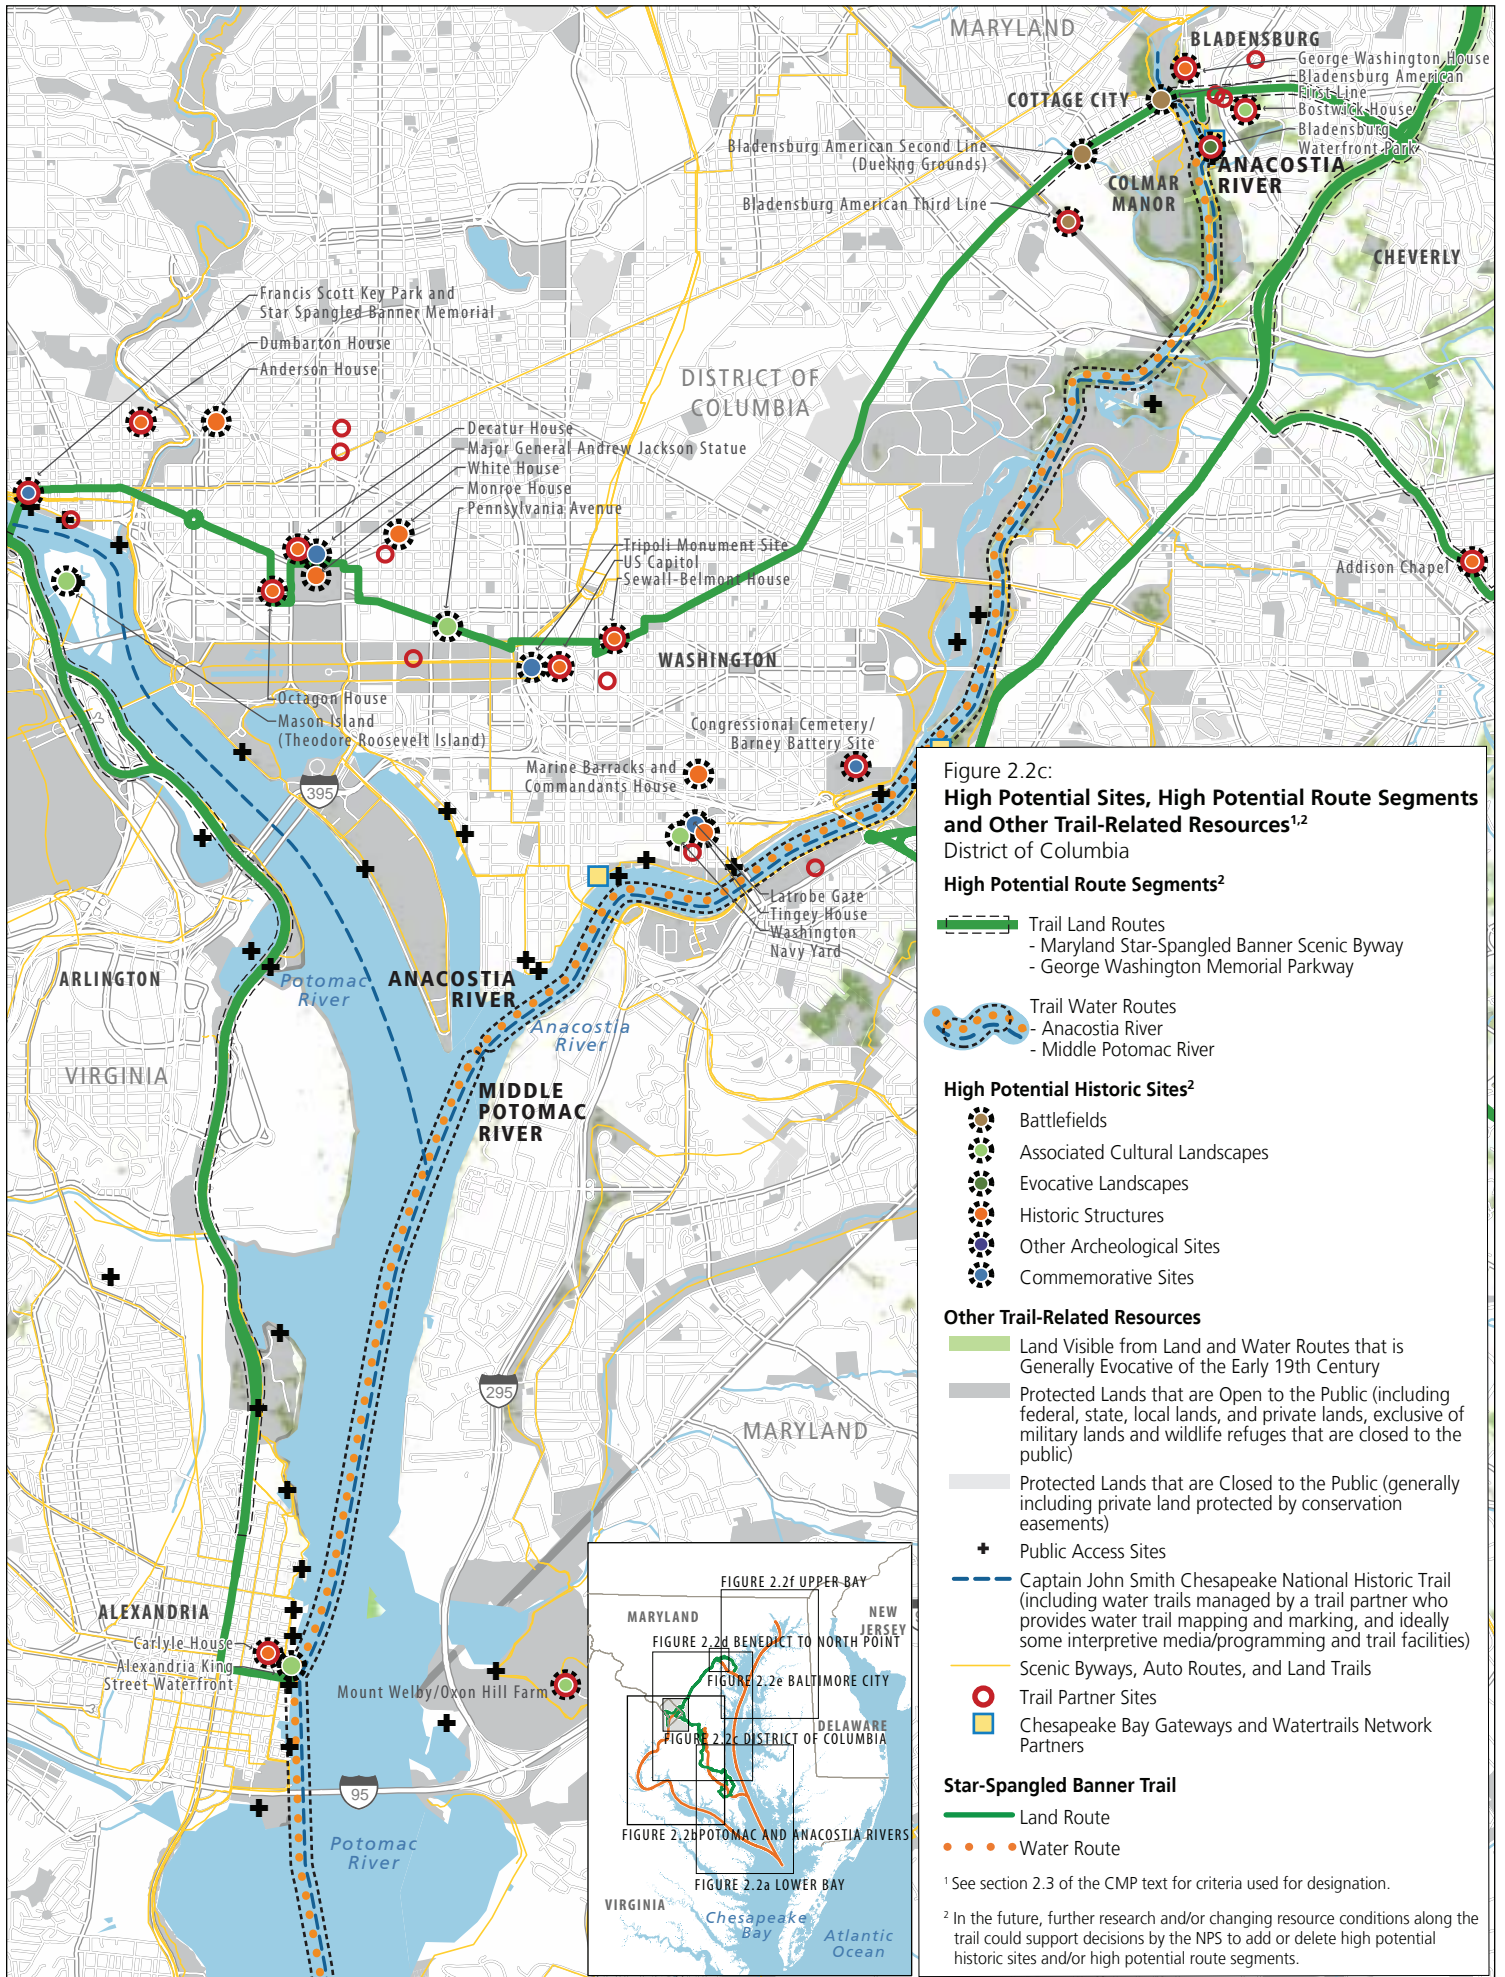 MARYLAND
BLADENSBURG
George Washington House
Bladensburg American
First Line
Bostwick House
Bladensburg
Waterfront Park
COTTAGE CITY
Bladensburg American Second Line
(Dueling Grounds)
ANACOSTIA
RIVER
COLMAR
MANOR
Bladensburg American Third Line
CHEVERLY
Francis Scott Key Park and
Star Spangled Banner Memorial
Dumbarton House
Anderson House
DISTRICT OF
COLUMBIA
Decatur House
Major General Andrew Jackson Statue
White House
Monroe House
Pennsylvania Avenue
Tripoli Monument Site
US Capitol
Sewall-Belmont House
Addison Chapel
WASHINGTON
Octagon House
Mason Island
(Theodore Roosevelt Island)
Congressional Cemetery/
Barney Battery Site
Marine Barracks and
Commandants House
395
Latrobe Gate
Tingey House
Washington
Navy Yard
ARLINGTON
Potomac
River
ANACOSTIA
RIVER
Anacostia
River
VIRGINIA
MIDDLE
POTOMAC
RIVER
295
MARYLAND
ALEXANDRIA
Carlyle House
Alexandria King
Street Waterfront
Mount Welby/Oxon Hill Farm
95
Potomac
River
Figure 2.2c:
High Potential Sites, High Potential Route Segments
and Other Trail-Related Resources1,2
District of Columbia
High Potential Route Segments2
Trail Land Routes
- Maryland Star-Spangled Banner Scenic Byway
- George Washington Memorial Parkway
Trail Water Routes
- Anacostia River
- Middle Potomac River
High Potential Historic Sites2
Battlefields
Associated Cultural Landscapes
Evocative Landscapes
Historic Structures
Other Archeological Sites
Commemorative Sites
Other Trail-Related Resources
Land Visible from Land and Water Routes that is
Generally Evocative of the Early 19th Century
Protected Lands that are Open to the Public (including
federal, state, local lands, and private lands, exclusive of
military lands and wildlife refuges that are closed to the
public)
Protected Lands that are Closed to the Public (generally
including private land protected by conservation
easements)
Public Access Sites
Captain John Smith Chesapeake National Historic Trail
(including water trails managed by a trail partner who
provides water trail mapping and marking, and ideally
some interpretive media/programming and trail facilities)
Scenic Byways, Auto Routes, and Land Trails
Trail Partner Sites
Chesapeake Bay Gateways and Watertrails Network
Partners
Star-Spangled Banner Trail
Land Route
Water Route
1 See section 2.3 of the CMP text for criteria used for designation.
2 In the future, further research and/or changing resource conditions along the
trail could support decisions by the NPS to add or delete high potential
historic sites and/or high potential route segments.
FIGURE 2.2f UPPER BAY
MARYLAND
NEW
JERSEY
FIGURE 2.2d BENEDICT TO NORTH POINT
FIGURE 2.2e BALTIMORE CITY
DELAWARE
FIGURE 2.2c DISTRICT OF COLUMBIA
FIGURE 2.2b POTOMAC AND ANACOSTIA RIVERS
FIGURE 2.2a LOWER BAY
VIRGINIA
Chesapeake
Bay
Atlantic
Ocean